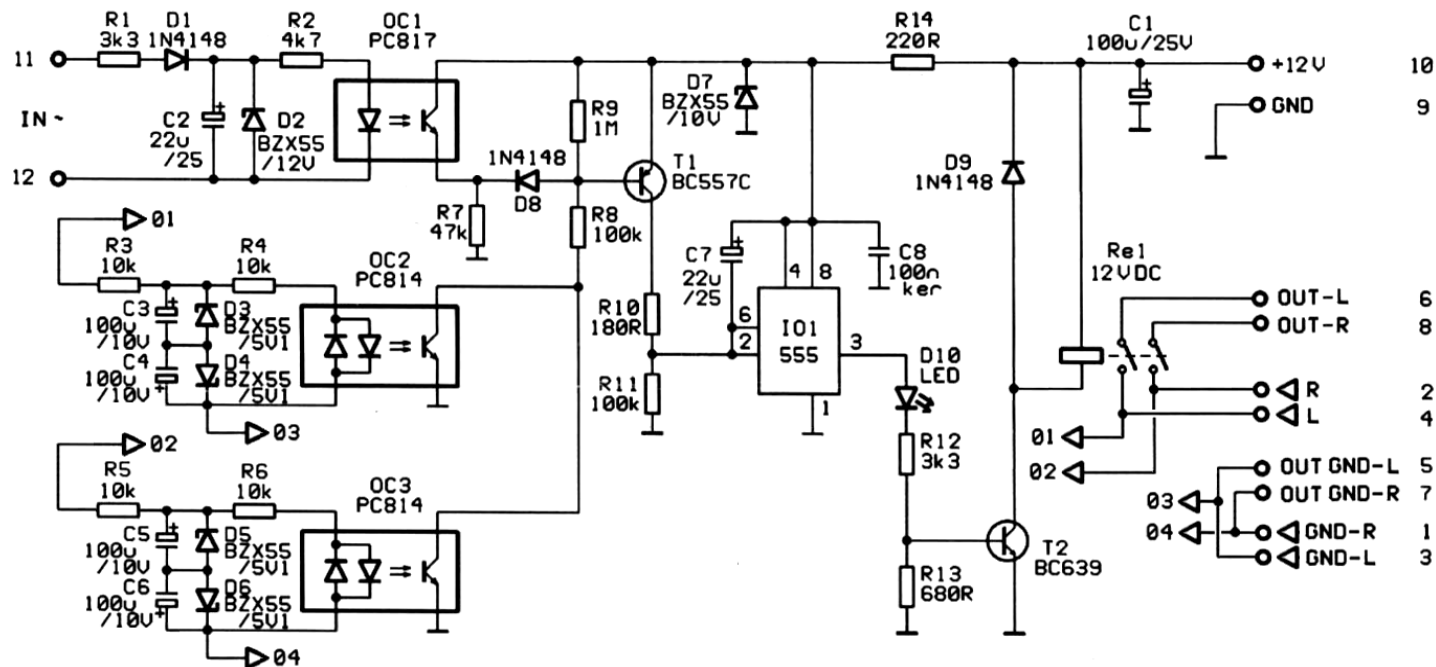 R1
3k3
D1
1N4148
R2
4k7
OC1
PC817
R14
220R
C1
100u/25V
11
+12V
10
IN ~
C2
22u
/25
D2
BZX55
/12V
R9
1M
D7
BZX55
/10V
GND
9
12
1N4148
D8
T1
BC557C
D9
1N4148
R7
47k
R8
100k
01
R3
10k
R4
10k
OC2
PC814
C7
22u
/25
4
8
C8
100n
ker
Re1
12VDC
OUT-L
6
OUT-R
8
C3
100u
/10V
D3
BZX55
/5V1
C4
100u
/10V
D4
BZX55
/5V1
R10
180R
6
2
IO1
555
3
D10
LED
R11
100k
1
R
2
L
4
03
01
02
02
R5
10k
R6
10k
OC3
PC814
R12
3k3
OUT GND-L
5
OUT GND-R
7
03
04
GND-R
1
GND-L
3
C5
100u
/10V
D5
BZX55
/5V1
C6
100u
/10V
D6
BZX55
/5V1
T2
BC639
R13
680R
04